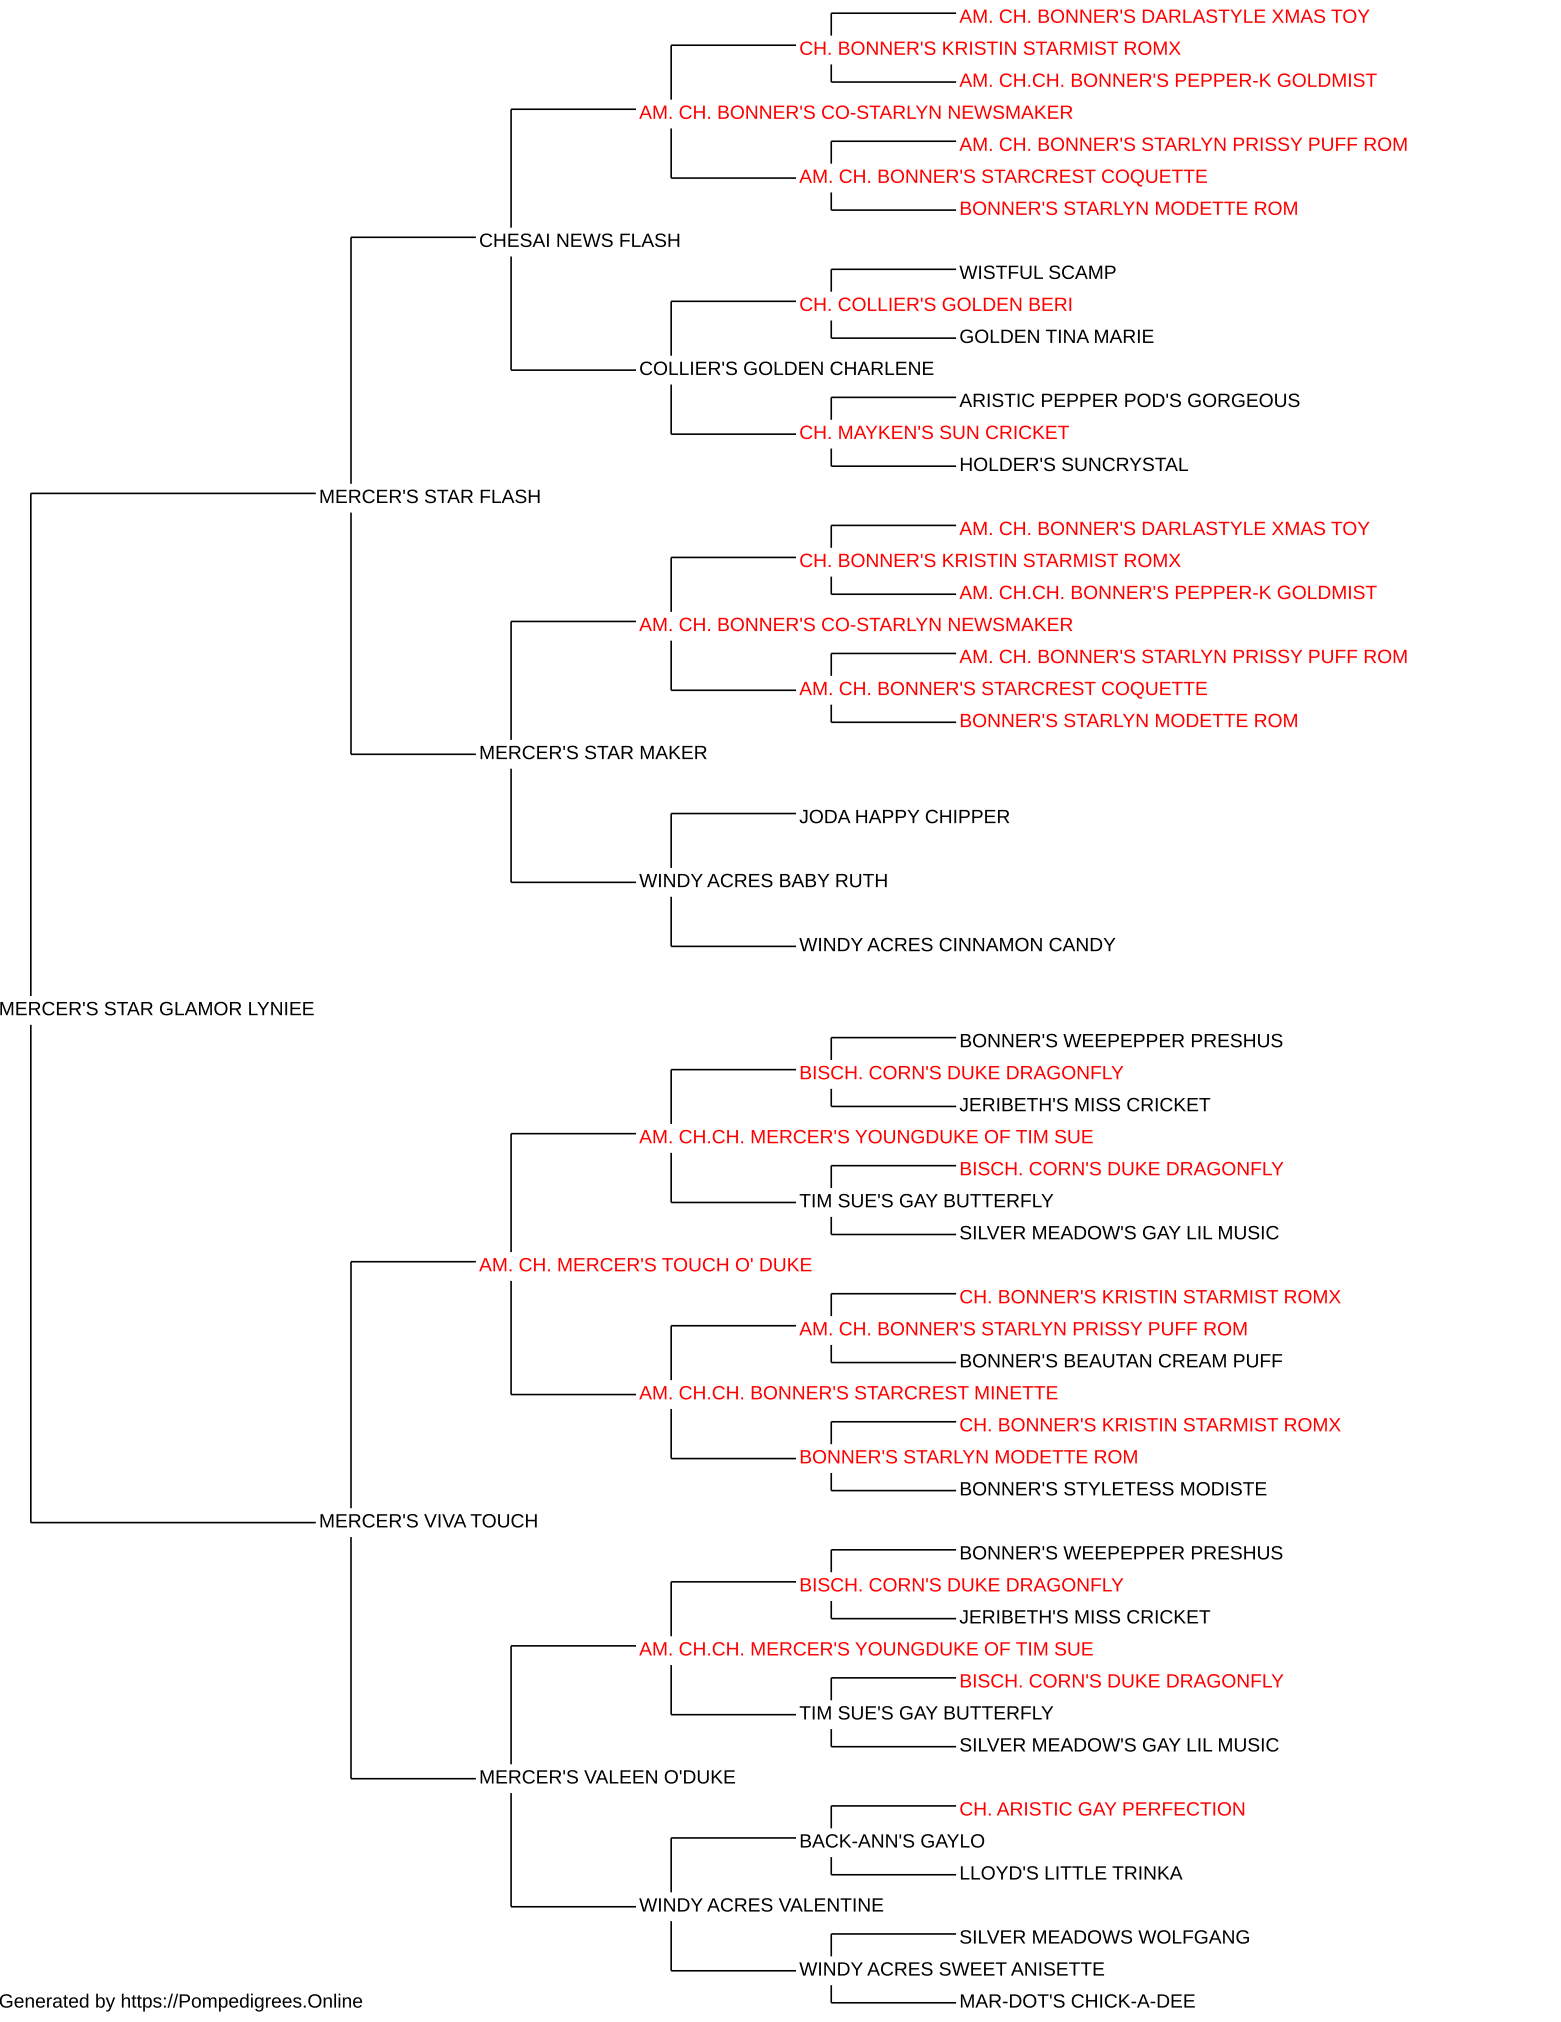 AM. CH. BONNER'S DARLASTYLE XMAS TOY
CH. BONNER'S KRISTIN STARMIST ROMX
AM. CH.CH. BONNER'S PEPPER-K GOLDMIST
AM. CH. BONNER'S CO-STARLYN NEWSMAKER
AM. CH. BONNER'S STARLYN PRISSY PUFF ROM
AM. CH. BONNER'S STARCREST COQUETTE
BONNER'S STARLYN MODETTE ROM
CHESAI NEWS FLASH
WISTFUL SCAMP
CH. COLLIER'S GOLDEN BERI
GOLDEN TINA MARIE
COLLIER'S GOLDEN CHARLENE
ARISTIC PEPPER POD'S GORGEOUS
CH. MAYKEN'S SUN CRICKET
HOLDER'S SUNCRYSTAL
MERCER'S STAR FLASH
AM. CH. BONNER'S DARLASTYLE XMAS TOY
CH. BONNER'S KRISTIN STARMIST ROMX
AM. CH.CH. BONNER'S PEPPER-K GOLDMIST
AM. CH. BONNER'S CO-STARLYN NEWSMAKER
AM. CH. BONNER'S STARLYN PRISSY PUFF ROM
AM. CH. BONNER'S STARCREST COQUETTE
BONNER'S STARLYN MODETTE ROM
MERCER'S STAR MAKER
JODA HAPPY CHIPPER
WINDY ACRES BABY RUTH
WINDY ACRES CINNAMON CANDY
MERCER'S STAR GLAMOR LYNIEE
BONNER'S WEEPEPPER PRESHUS
BISCH. CORN'S DUKE DRAGONFLY
JERIBETH'S MISS CRICKET
AM. CH.CH. MERCER'S YOUNGDUKE OF TIM SUE
BISCH. CORN'S DUKE DRAGONFLY
TIM SUE'S GAY BUTTERFLY
SILVER MEADOW'S GAY LIL MUSIC
AM. CH. MERCER'S TOUCH O' DUKE
CH. BONNER'S KRISTIN STARMIST ROMX
AM. CH. BONNER'S STARLYN PRISSY PUFF ROM
BONNER'S BEAUTAN CREAM PUFF
AM. CH.CH. BONNER'S STARCREST MINETTE
CH. BONNER'S KRISTIN STARMIST ROMX
BONNER'S STARLYN MODETTE ROM
BONNER'S STYLETESS MODISTE
MERCER'S VIVA TOUCH
BONNER'S WEEPEPPER PRESHUS
BISCH. CORN'S DUKE DRAGONFLY
JERIBETH'S MISS CRICKET
AM. CH.CH. MERCER'S YOUNGDUKE OF TIM SUE
BISCH. CORN'S DUKE DRAGONFLY
TIM SUE'S GAY BUTTERFLY
SILVER MEADOW'S GAY LIL MUSIC
MERCER'S VALEEN O'DUKE
CH. ARISTIC GAY PERFECTION
BACK-ANN'S GAYLO
LLOYD'S LITTLE TRINKA
WINDY ACRES VALENTINE
SILVER MEADOWS WOLFGANG
WINDY ACRES SWEET ANISETTE
MAR-DOT'S CHICK-A-DEE
Generated by https://Pompedigrees.Online